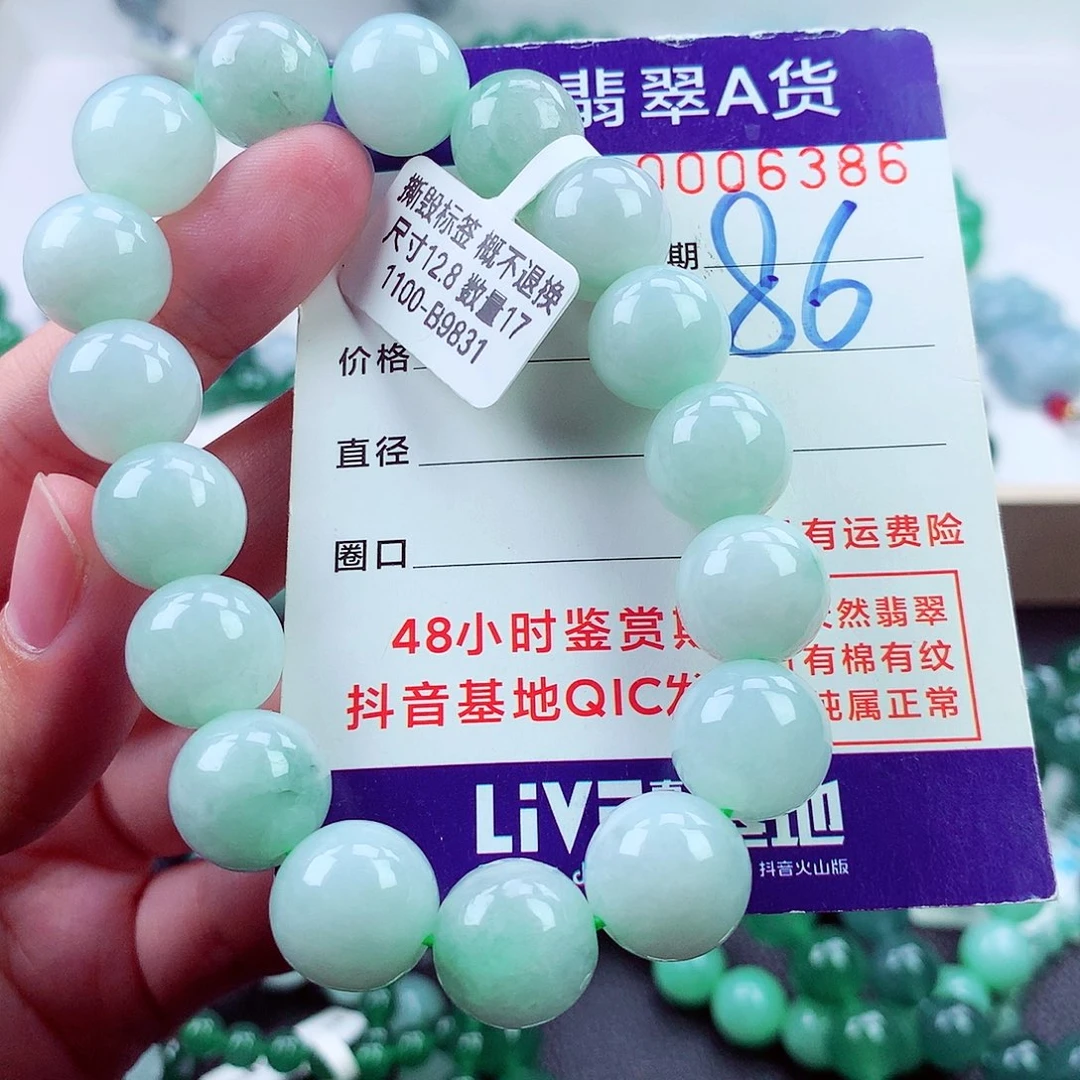 翡翠A货
0006386
期
86
撕毁标签 概不退换
尺寸12.8 数量17
1100-B9831
价格
直径
圈口
有运费险
48小时鉴赏期
抖音基地QIC发
然翡翠
有棉有纹
纯属正常
LiVE
基地
抖音火山版